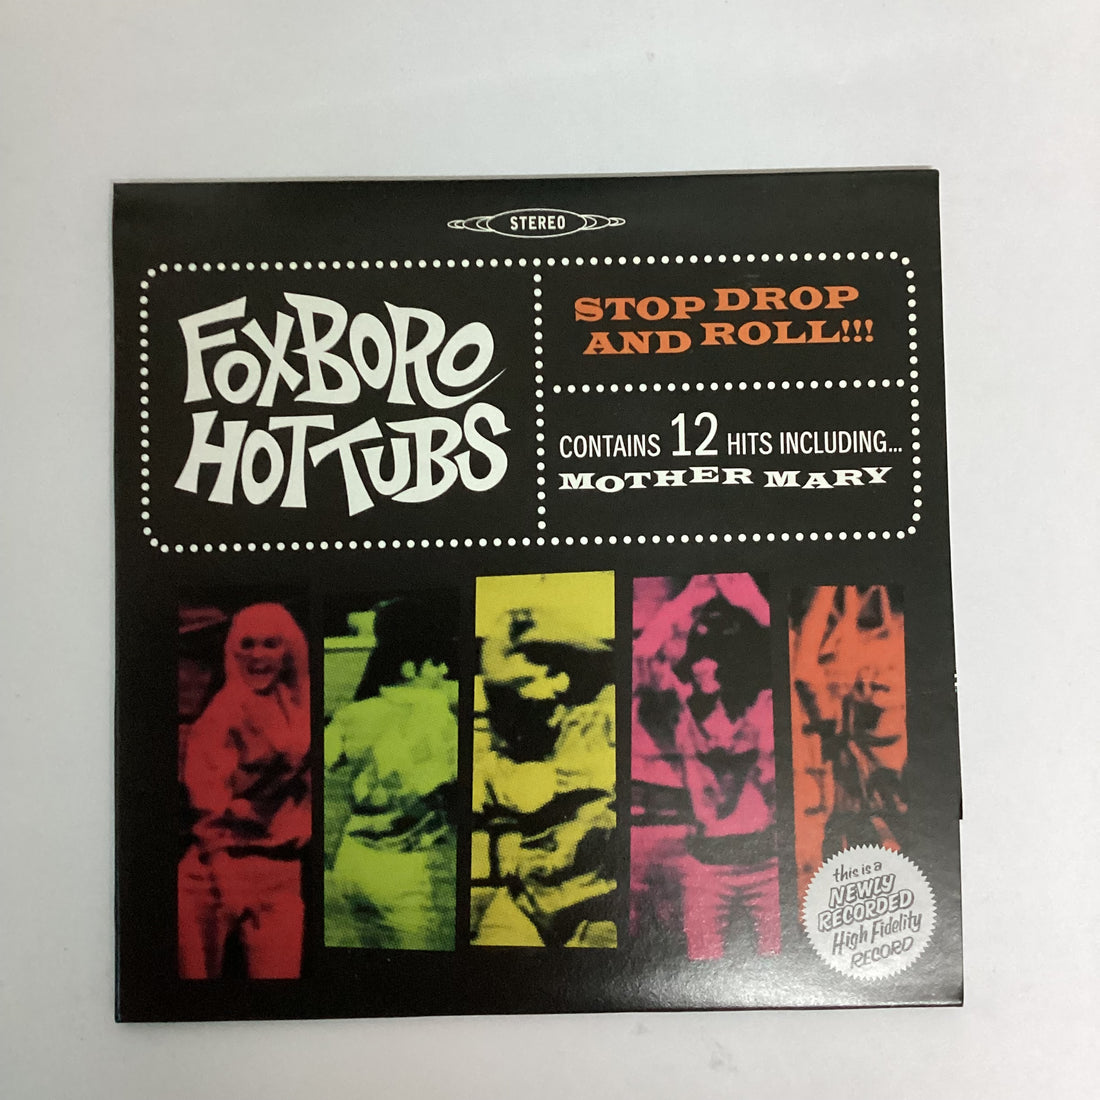 STEREO
FOXBORO
HOT TUBS
STOP DROP
AND ROLL!!!
CONTAINS 12 HITS INCLUDING...
MOTHER MARY
this is a
NEWLY
RECORDED
High Fidelity
RECORD